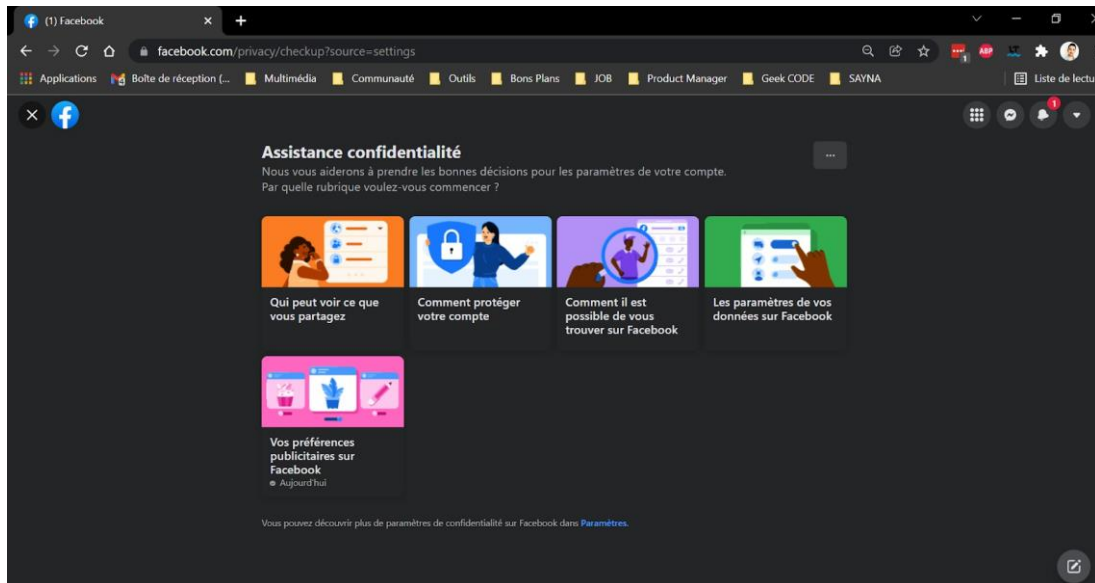 (1) Facebook
facebook.com/privacy/checkup?source=settings
1
ABP
Applications
Boîte de réception (...
Multimédia
Communauté
Outils
Bons Plans
JOB
Product Manager
Geek CODE
SAYNA
Liste de lectu
1
Assistance confidentialité
Nous vous aiderons à prendre les bonnes décisions pour les paramètres de votre compte.
Par quelle rubrique voulez-vous commencer ?
Qui peut voir ce que
vous partagez
Comment protéger
votre compte
Comment il est
possible de vous
trouver sur Facebook
Les paramètres de vos
données sur Facebook
Vos préférences
publicitaires sur
Facebook
Aujourd'hui
Vous pouvez découvrir plus de paramètres de confidentialité sur Facebook dans Paramètres.